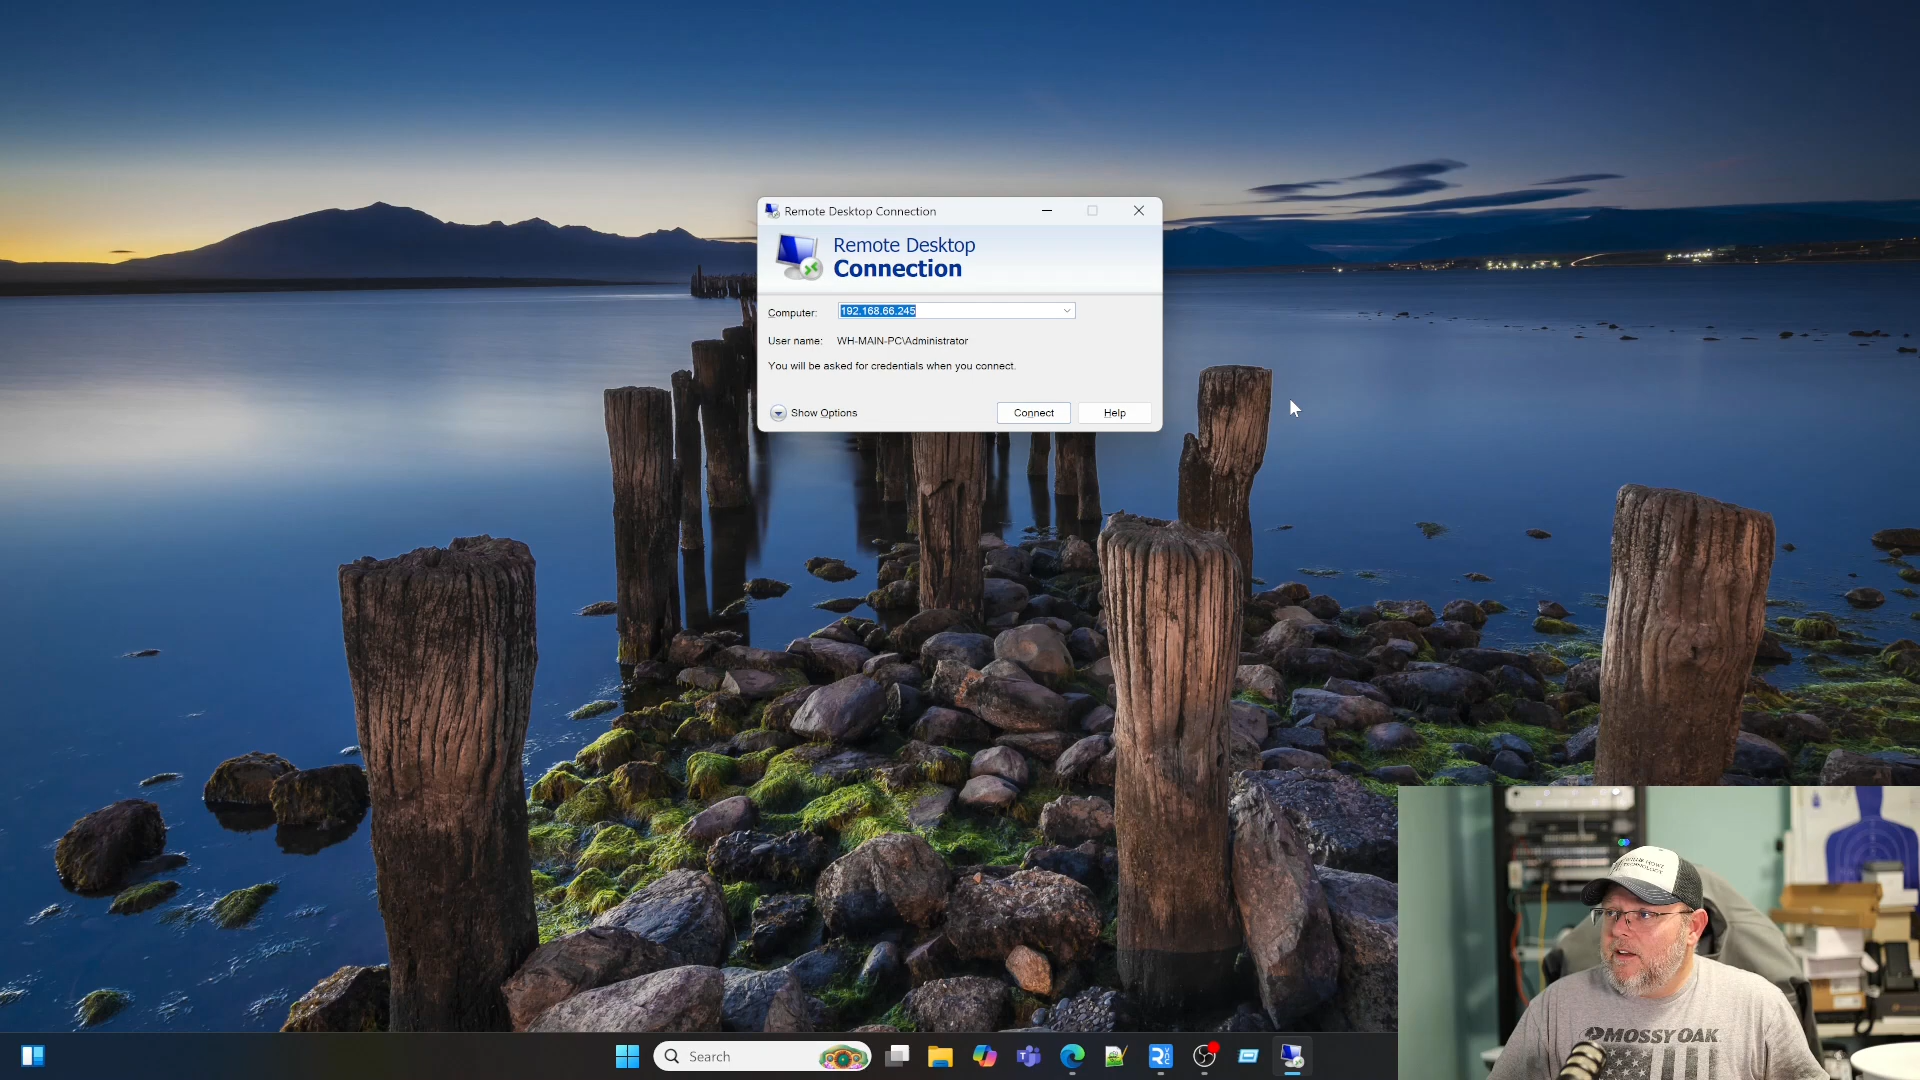 Remote Desktop Connection
Remote Desktop
Connection
Computer:
192.168.66.245
User name:
WH-MAIN-PC\Administrator
You will be asked for credentials when you connect.
Show Options
Connect
Help
Search
MOSSY OAK